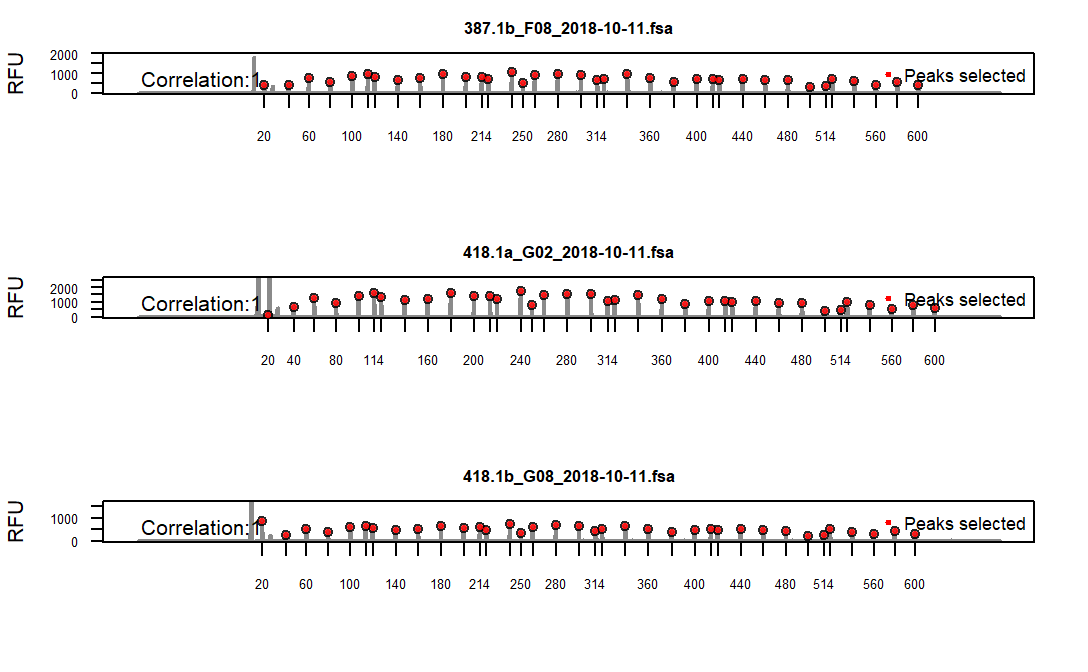 387.1b_F08_2018-10-11.fsa
RFU
2000
1000
0
Correlation:1
Peaks selected
20 60 100 140 180 214 250 280 314 360 400 440 480 514 560 600
418.1a_G02_2018-10-11.fsa
RFU
2000
1000
0
Correlation:1
Peaks selected
20 40 80 114 160 200 240 280 314 360 400 440 480 514 560 600
418.1b_G08_2018-10-11.fsa
RFU
1000
0
Correlation:1
Peaks selected
20 60 100 140 180 214 250 280 314 360 400 440 480 514 560 600